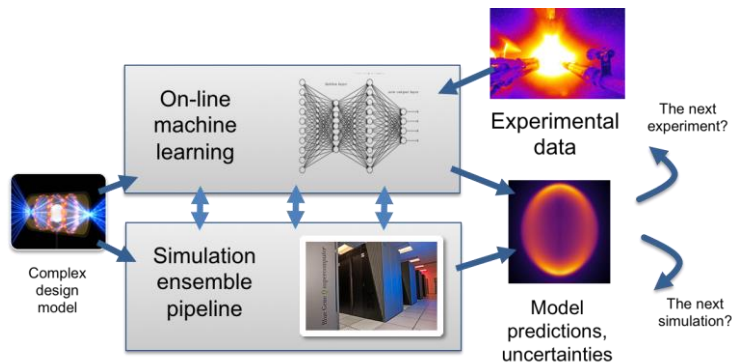 On-line
machine
learning
Experimental
data
The next
experiment?
Complex
design
model
Simulation
ensemble
pipeline
Model
predictions,
uncertainties
The next
simulation?